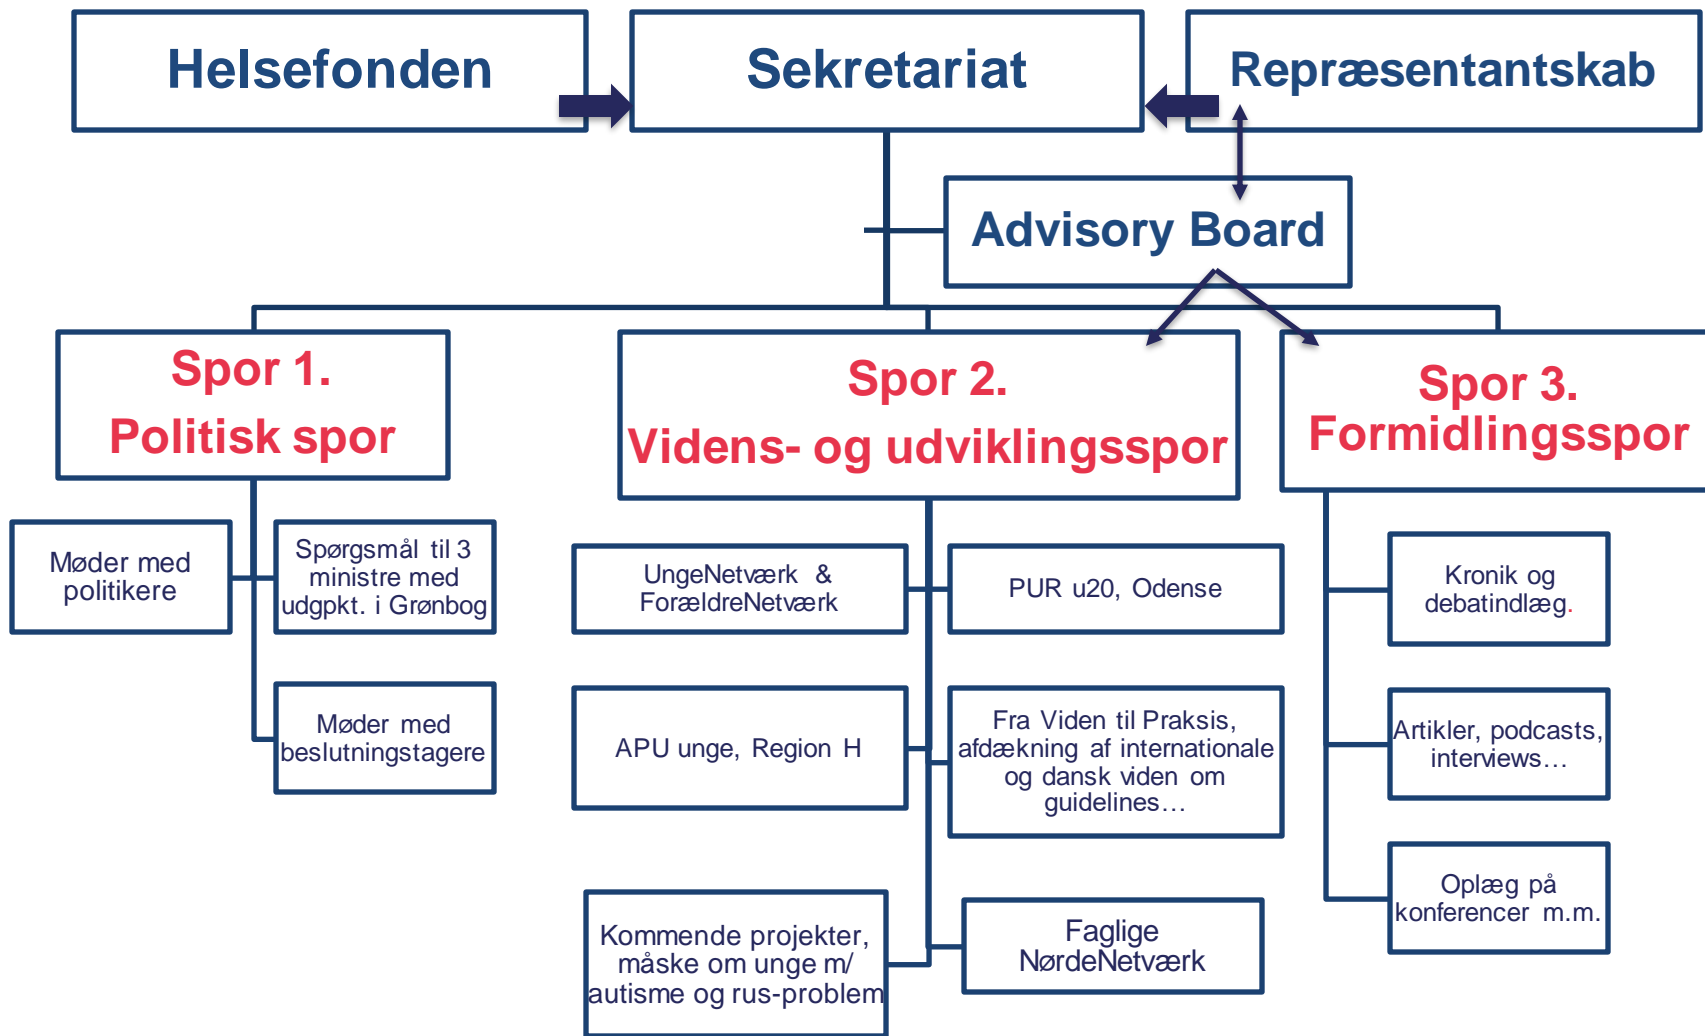 Helsefonden
Sekretariat
Repræsentantskab
Advisory Board
Spor 1.
Politisk spor
Spor 2.
Videns- og udviklingsspor
Spor 3.
Formidlingsspor
Møder med
politikere
Spørgsmål til 3
ministre med
udgpkt. i Grønbog
Møder med
beslutningstagere
UngeNetværk &
ForældreNetværk
PUR u20, Odense
APU unge, Region H
Fra Viden til Praksis,
afdækning af internationale
og dansk viden om
guidelines…
Kommende projekter,
måske om unge m/
autisme og rus-problem
Faglige
NørdeNetværk
Kronik og
debatindlæg.
Artikler, podcasts,
interviews…
Oplæg på
konferencer m.m.